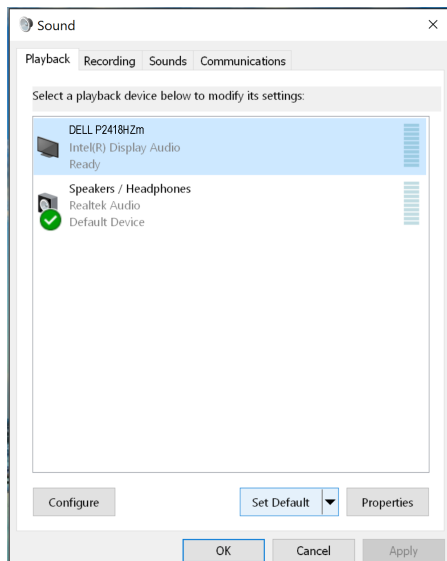 Sound
Playback Recording Sounds Communications
Select a playback device below to modify its settings:
DELL P2418HZm
Intel(R) Display Audio
Ready
Speakers / Headphones
Realtek Audio
Default Device
Configure Set Default Properties
OK Cancel Apply